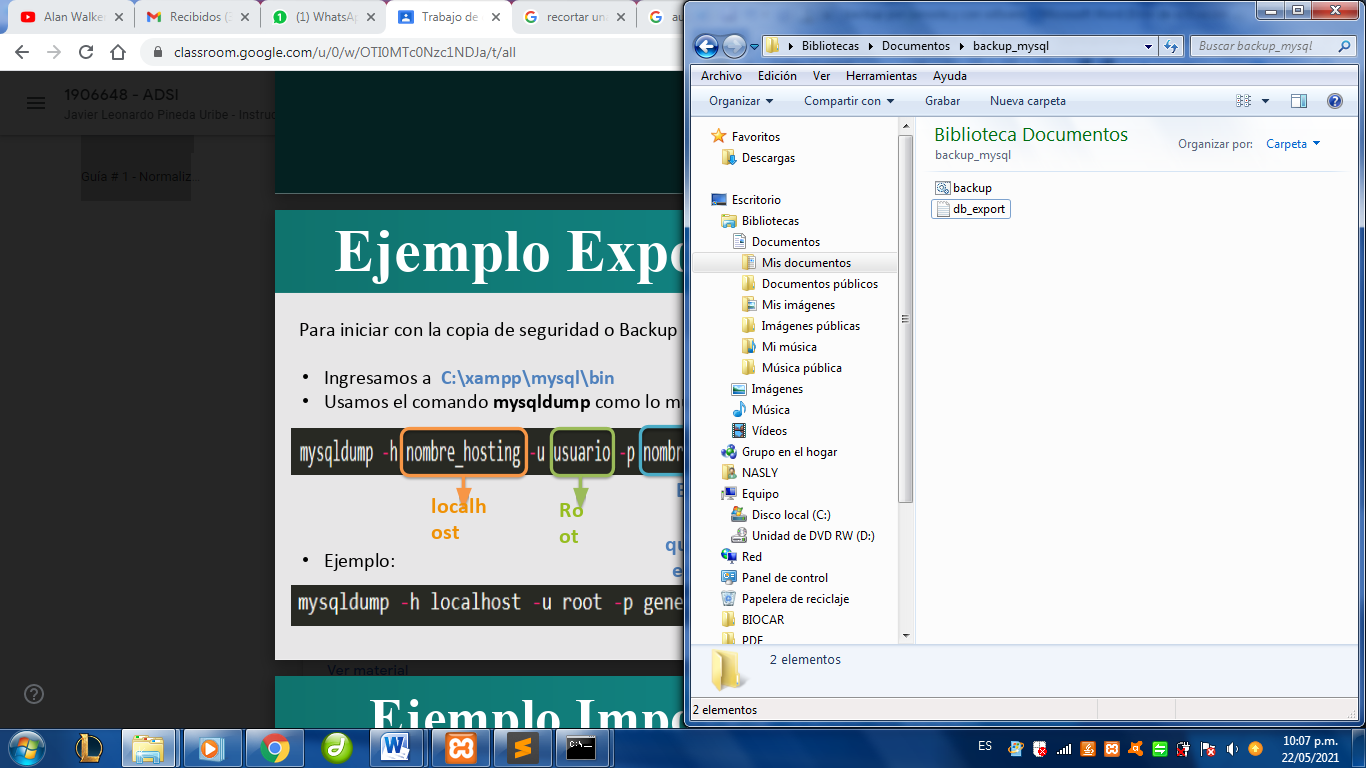 Alan Walker
Recibidos (
(1) WhatsA
Trabajo de
recortar un
au
classroom.google.com/u/0/w/OTI0MTc0Nzc1NDJa/t/all
1906648 - ADSI
Javier Leonardo Pineda Uribe - Instruc
Guía # 1 - Normaliz...
Ejemplo Expo
Para iniciar con la copia de seguridad o Backup
• Ingresamos a C:\xampp\mysql\bin
• Usamos el comando mysqldump como lo mu
mysqldump -h nombre_hosting -u usuario -p nombr
localh
ost
Ro
ot
E
qu
e
• Ejemplo:
mysqldump -h localhost -u root -p gene
Ver material
Ejemplo Impo
Bibliotecas
Documentos
backup_mysql
Buscar backup_mysql
Archivo Edición Ver Herramientas Ayuda
Organizar Compartir con Grabar Nueva carpeta
Favoritos
Descargas
Escritorio
Bibliotecas
Documentos
Mis documentos
Documentos públicos
Mis imágenes
Imágenes públicas
Mi música
Música pública
Imágenes
Música
Vídeos
Grupo en el hogar
NASLY
Equipo
Disco local (C:)
Unidad de DVD RW (D:)
Red
Panel de control
Papelera de reciclaje
BIOCAR
PDF
Biblioteca Documentos
backup_mysql
Organizar por: Carpeta
backup
db_export
2 elementos
2 elementos
ES
10:07 p.m.
22/05/2021